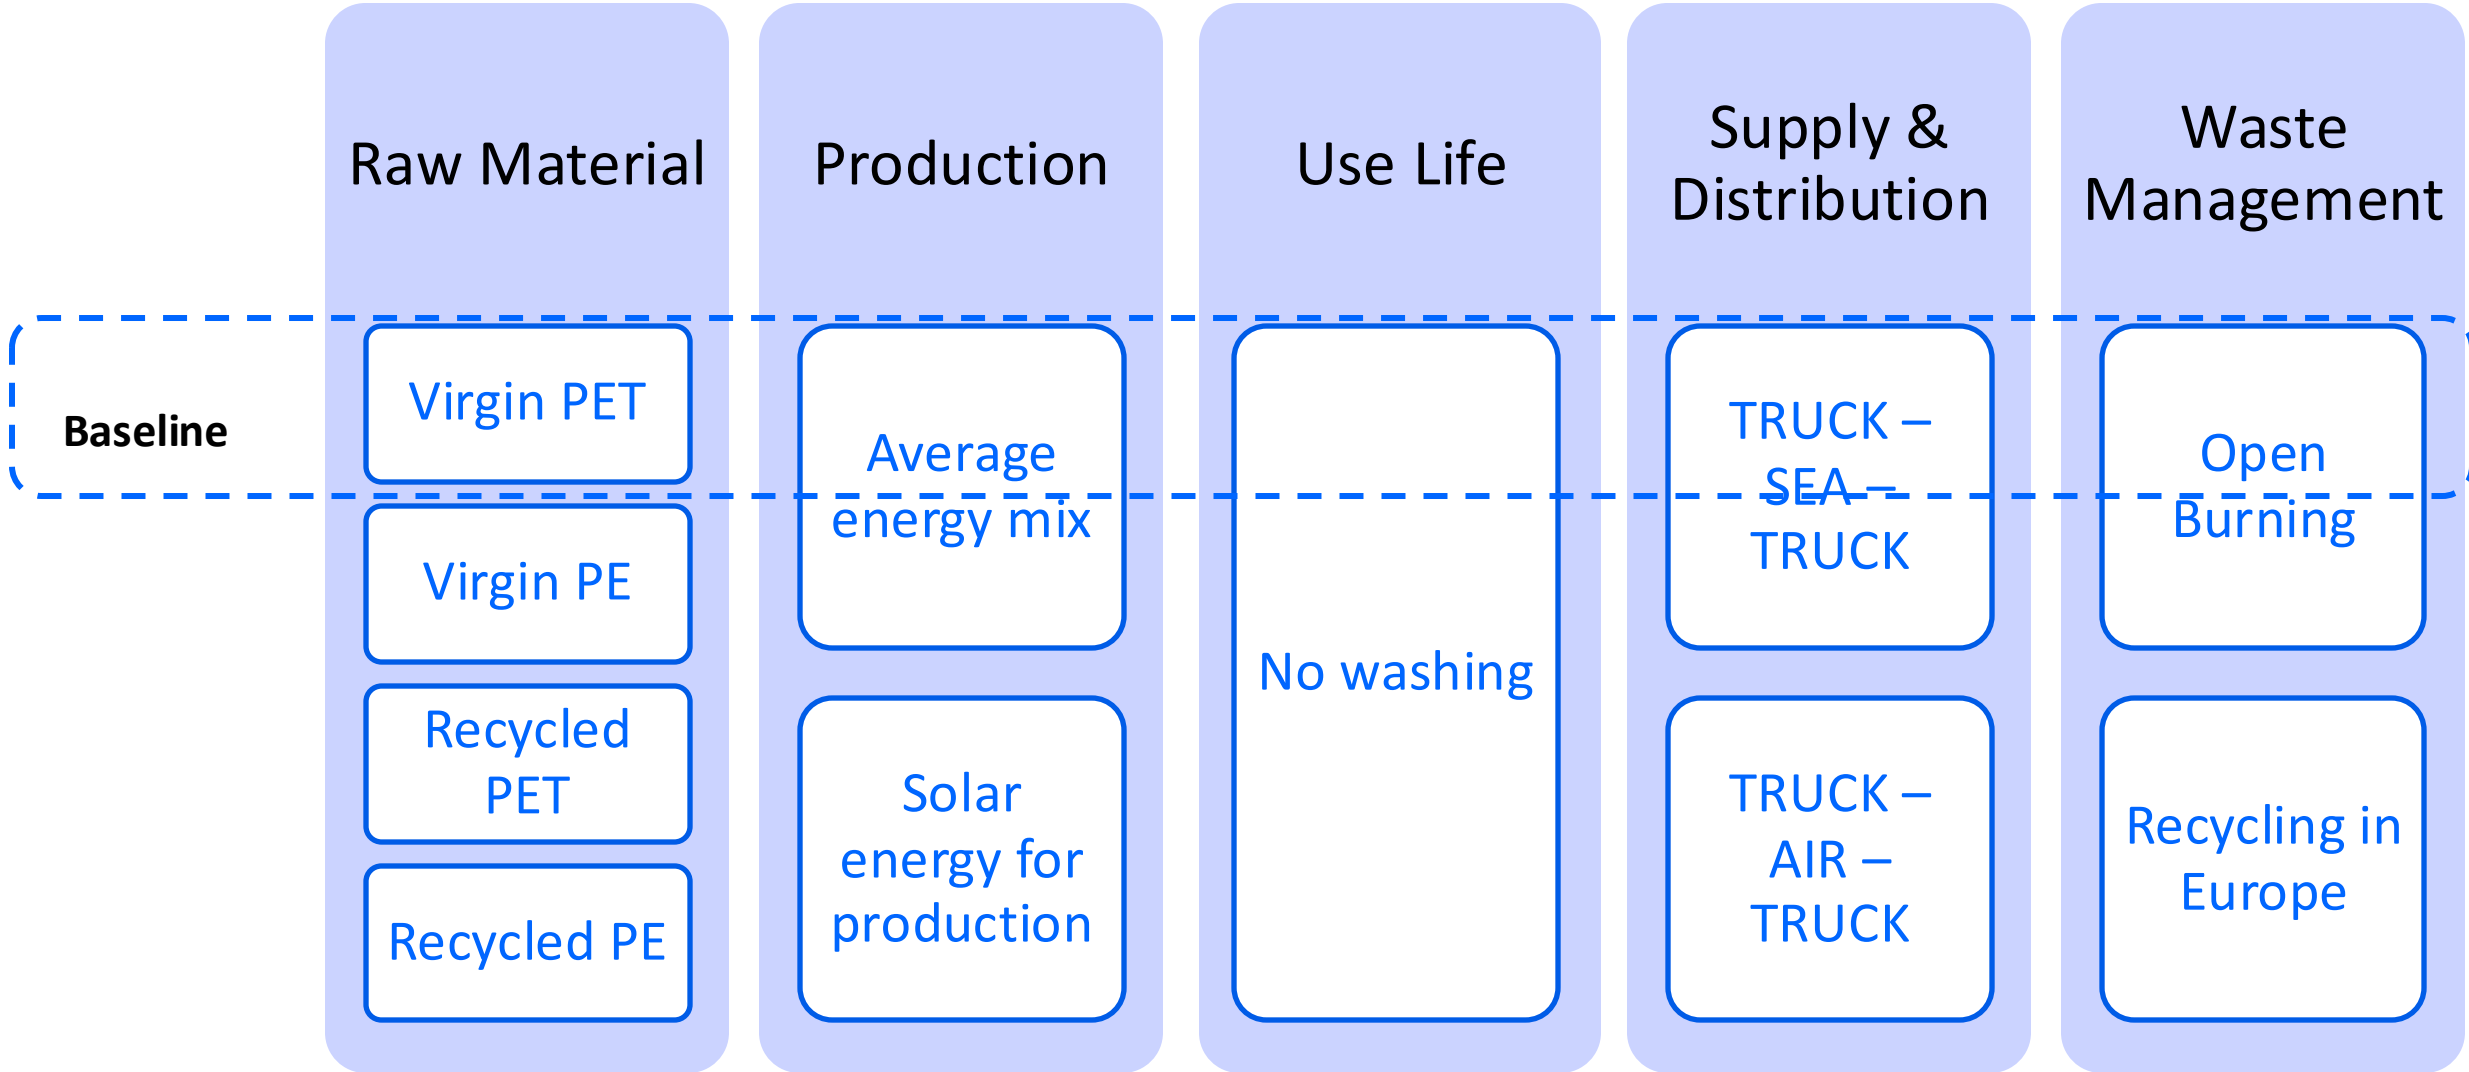 Raw Material
Production
Use Life
Supply &
Distribution
Waste
Management
Baseline
Virgin PET
Virgin PE
Recycled
PET
Recycled PE
Average
energy mix
Solar
energy for
production
No washing
TRUCK –
SEA –
TRUCK
TRUCK –
AIR –
TRUCK
Open
Burning
Recycling in
Europe